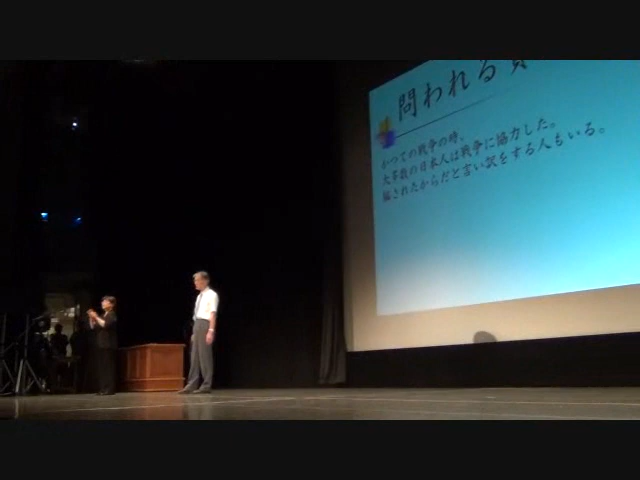 問われる
かつての戦争の時、
大多数の日本人は戦争に協力した。
騙されたからだと言い訳をする人もいる。